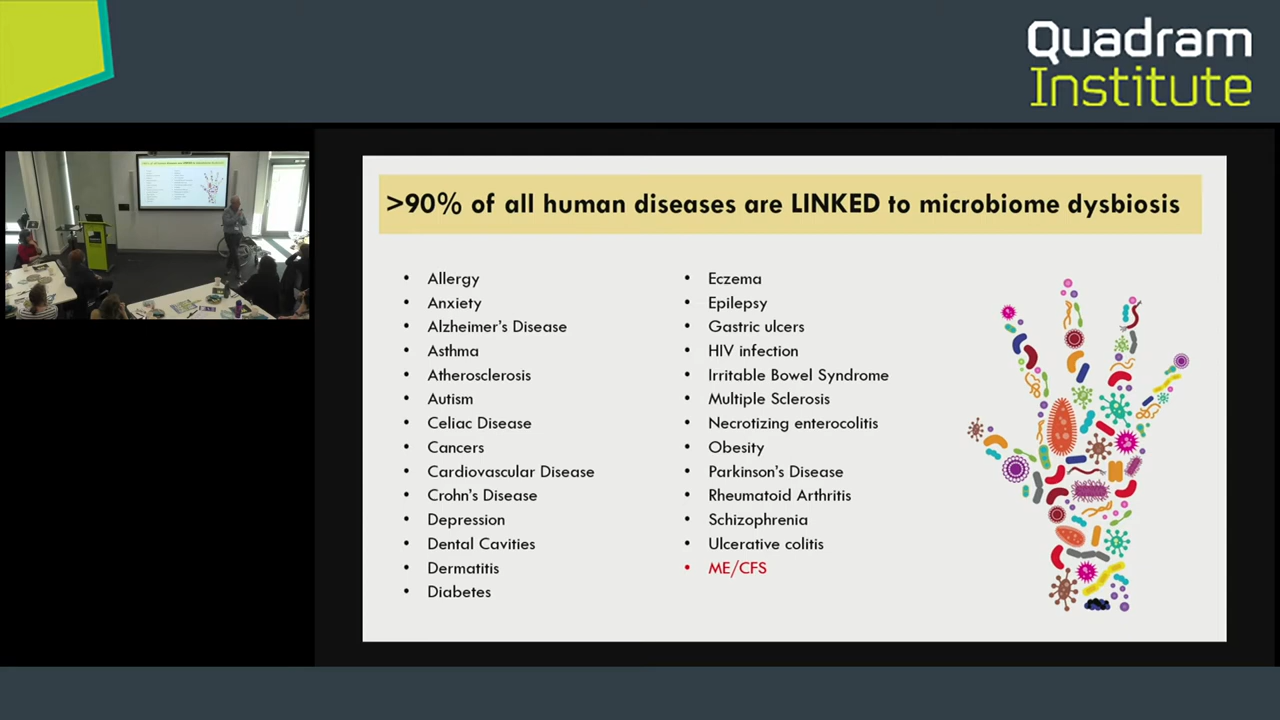 Quadram
Institute
>90% of all human diseases are LINKED to microbiome dysbiosis
• Allergy
• Anxiety
• Alzheimer's Disease
• Asthma
• Atherosclerosis
• Autism
• Celiac Disease
• Cancers
• Cardiovascular Disease
• Crohn's Disease
• Depression
• Dental Cavities
• Dermatitis
• Diabetes
• Eczema
• Epilepsy
• Gastric ulcers
• HIV infection
• Irritable Bowel Syndrome
• Multiple Sclerosis
• Necrotizing enterocolitis
• Obesity
• Parkinson's Disease
• Rheumatoid Arthritis
• Schizophrenia
• Ulcerative colitis
• ME/CFS